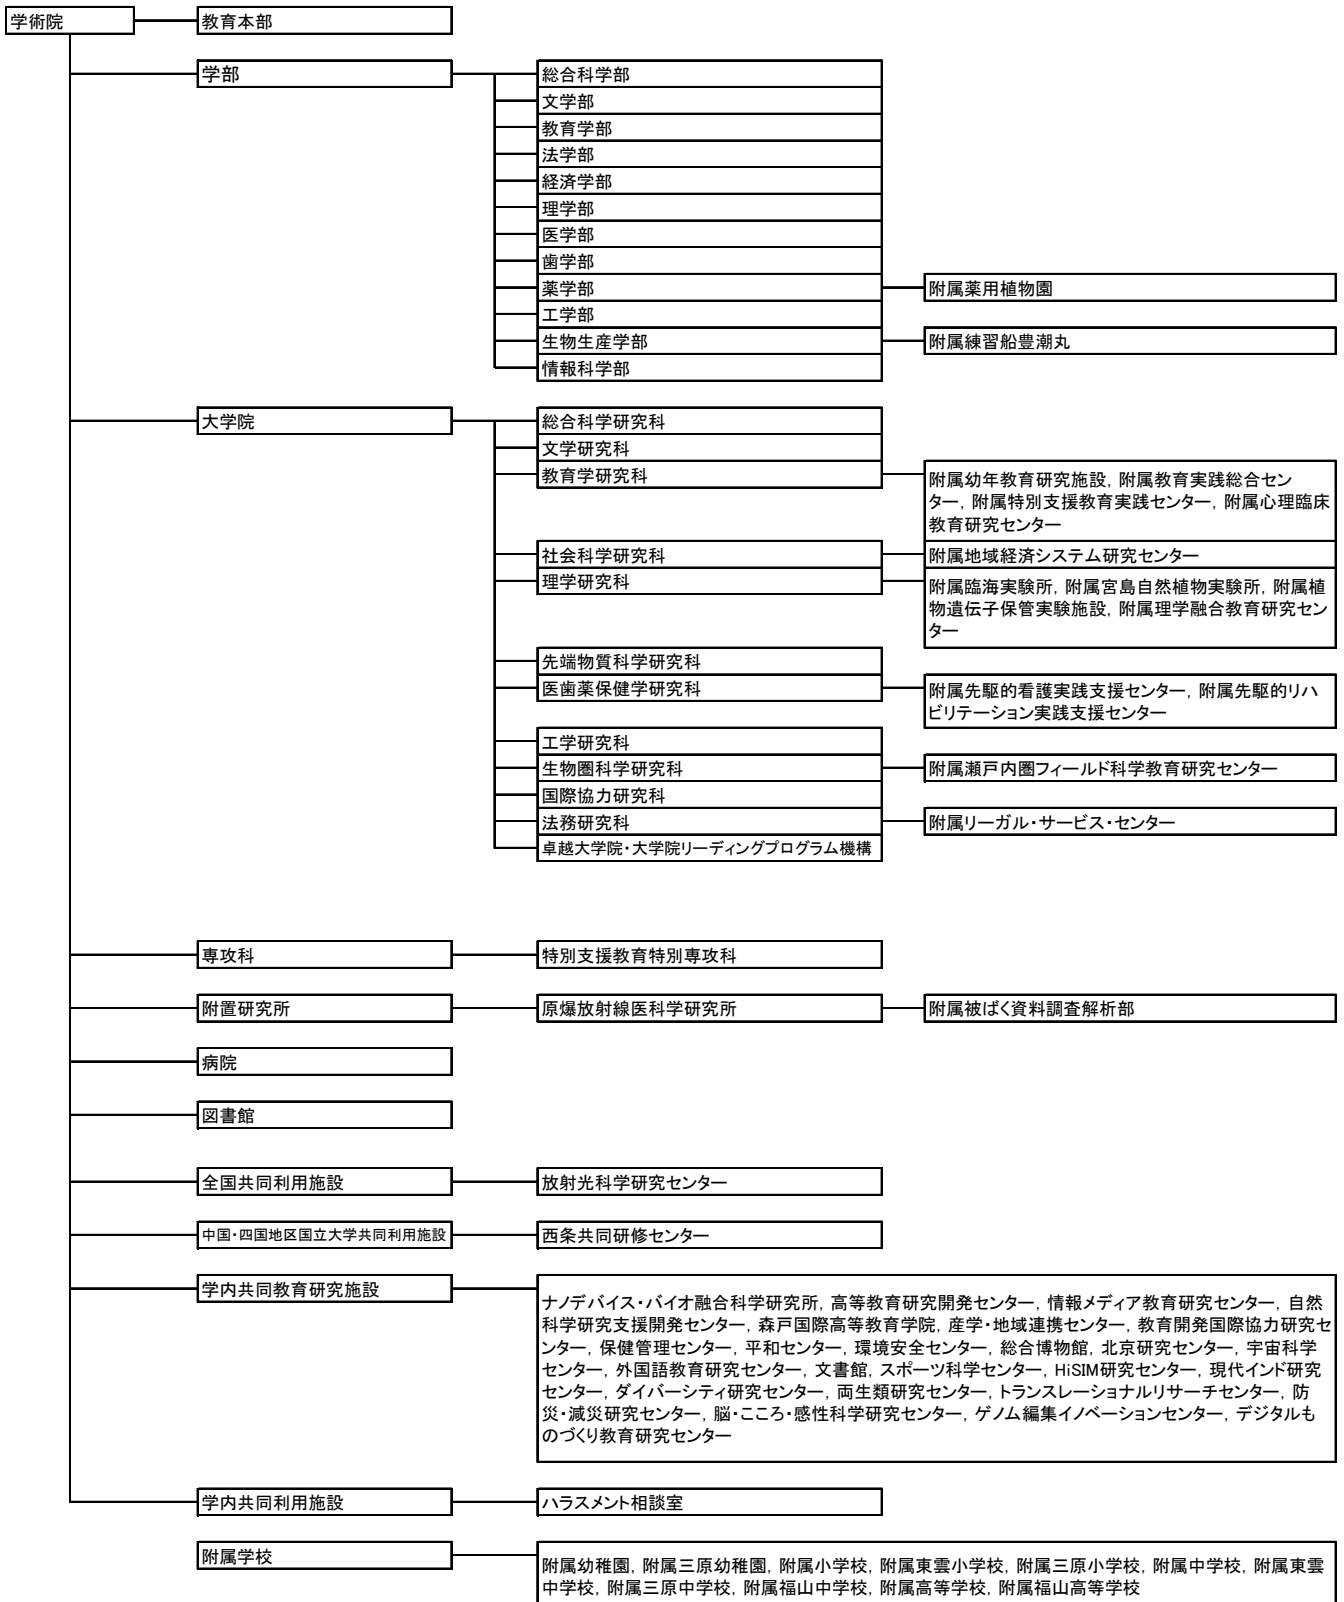 学術院
教育本部
学部
総合科学部
文学部
教育学部
法学部
経済学部
理学部
医学部
歯学部
薬学部
附属薬用植物園
工学部
生物生産学部
附属練習船豊潮丸
情報科学部
大学院
総合科学研究科
文学研究科
教育学研究科
附属幼年教育研究施設, 附属教育実践総合セン
ター, 附属特別支援教育実践センター, 附属心理臨床
教育研究センター
社会科学研究科
附属地域経済システム研究センター
理学研究科
附属臨海実験所, 附属宮島自然植物実験所, 附属植
物遺伝子保管実験施設, 附属理学融合教育研究セン
ター
先端物質科学研究科
医歯薬保健学研究科
附属先駆的看護実践支援センター, 附属先駆的リハ
ビリテーション実践支援センター
工学研究科
生物圏科学研究科
附属瀬戸内圏フィールド科学教育研究センター
国際協力研究科
法務研究科
附属リーガル・サービス・センター
卓越大学院・大学院リーディングプログラム機構
専攻科
特別支援教育特別専攻科
附置研究所
原爆放射線医科学研究所
附属被ばく資料調査解析部
病院
図書館
全国共同利用施設
放射光科学研究センター
中国・四国地区国立大学共同利用施設
西条共同研修センター
学内共同教育研究施設
ナノデバイス・バイオ融合科学研究所, 高等教育研究開発センター, 情報メディア教育研究センター, 自然
科学研究支援開発センター, 森戸国際高等教育学院, 産学・地域連携センター, 教育開発国際協力研究セ
ンター, 保健管理センター, 平和センター, 環境安全センター, 総合博物館, 北京研究センター, 宇宙科学
センター, 外国語教育研究センター, 文書館, スポーツ科学センター, HiSIM研究センター, 現代インド研究
センター, ダイバーシティ研究センター, 両生類研究センター, トランスレーショナルリサーチセンター, 防
災・減災研究センター, 脳・こころ・感性科学研究センター, ゲノム編集イノベーションセンター, デジタルも
のづくり教育研究センター
学内共同利用施設
ハラスメント相談室
附属学校
附属幼稚園, 附属三原幼稚園, 附属小学校, 附属東雲小学校, 附属三原小学校, 附属中学校, 附属東雲
中学校, 附属三原中学校, 附属福山中学校, 附属高等学校, 附属福山高等学校